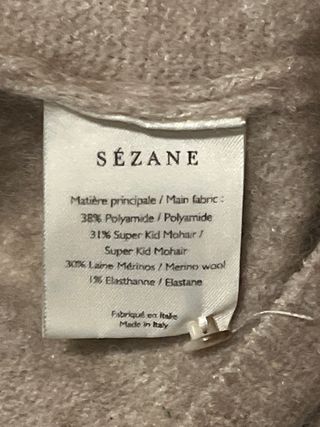 SÉZANE
Matière principale / Main fabric :
38% Polyamide / Polyamide
31% Super Kid Mohair /
Super Kid Mohair
30% Laine Mérinos / Merino wool
1% Elasthanne / Elastane
Fabriqué en Italie
Made in Italy